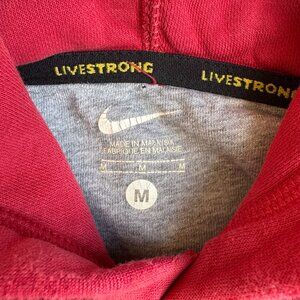 LIVESTRONG LIVESTRONG
MADE IN MALAYSIA
FABRIQUE EN MALAISIE
M M M
M